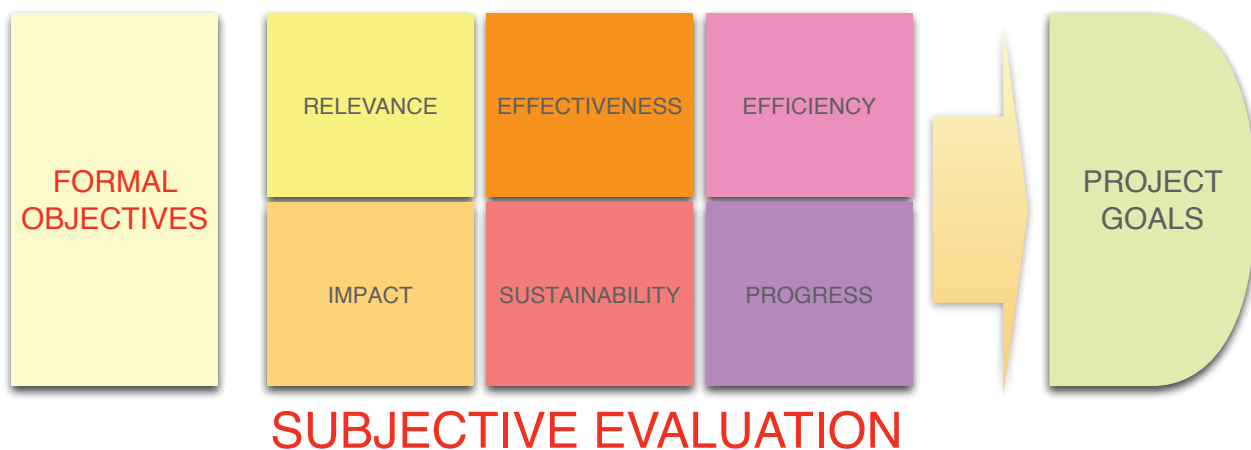 FORMAL
OBJECTIVES
RELEVANCE
EFFECTIVENESS
EFFICIENCY
IMPACT
SUSTAINABILITY
PROGRESS
PROJECT
GOALS
SUBJECTIVE EVALUATION